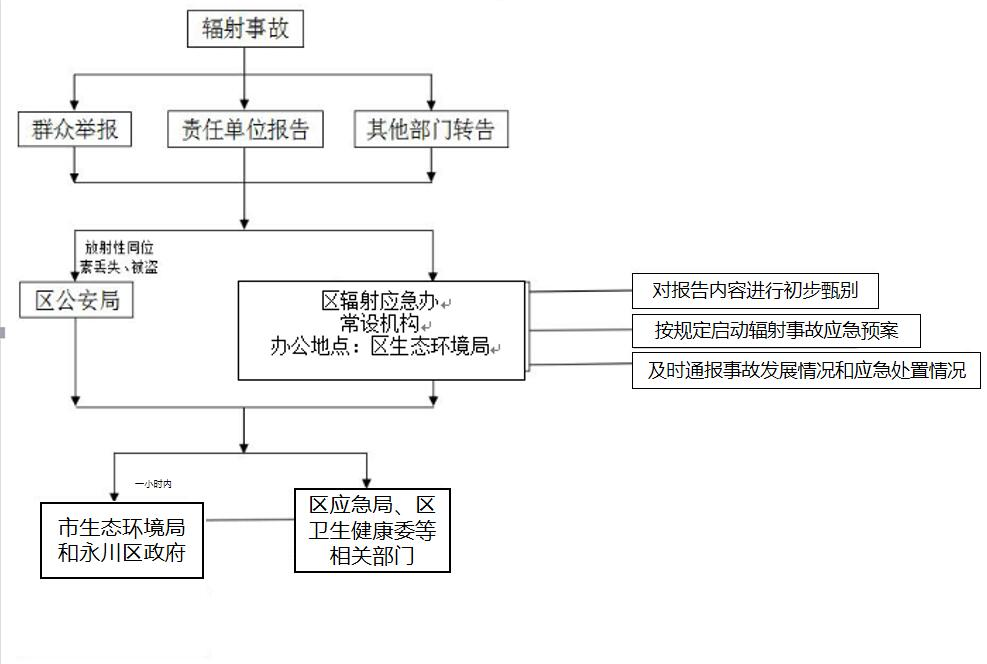 辐射事故
群众举报
责任单位报告
其他部门转告
放射性同位
素丢失、被盗
区公安局
区辐射应急办↵
常设机构↵
办公地点：区生态环境局↵
对报告内容进行初步甄别
按规定启动辐射事故应急预案
及时通报事故发展情况和应急处置情况
一小时内
市生态环境局
和永川区政府
区应急局、区
卫生健康委等
相关部门